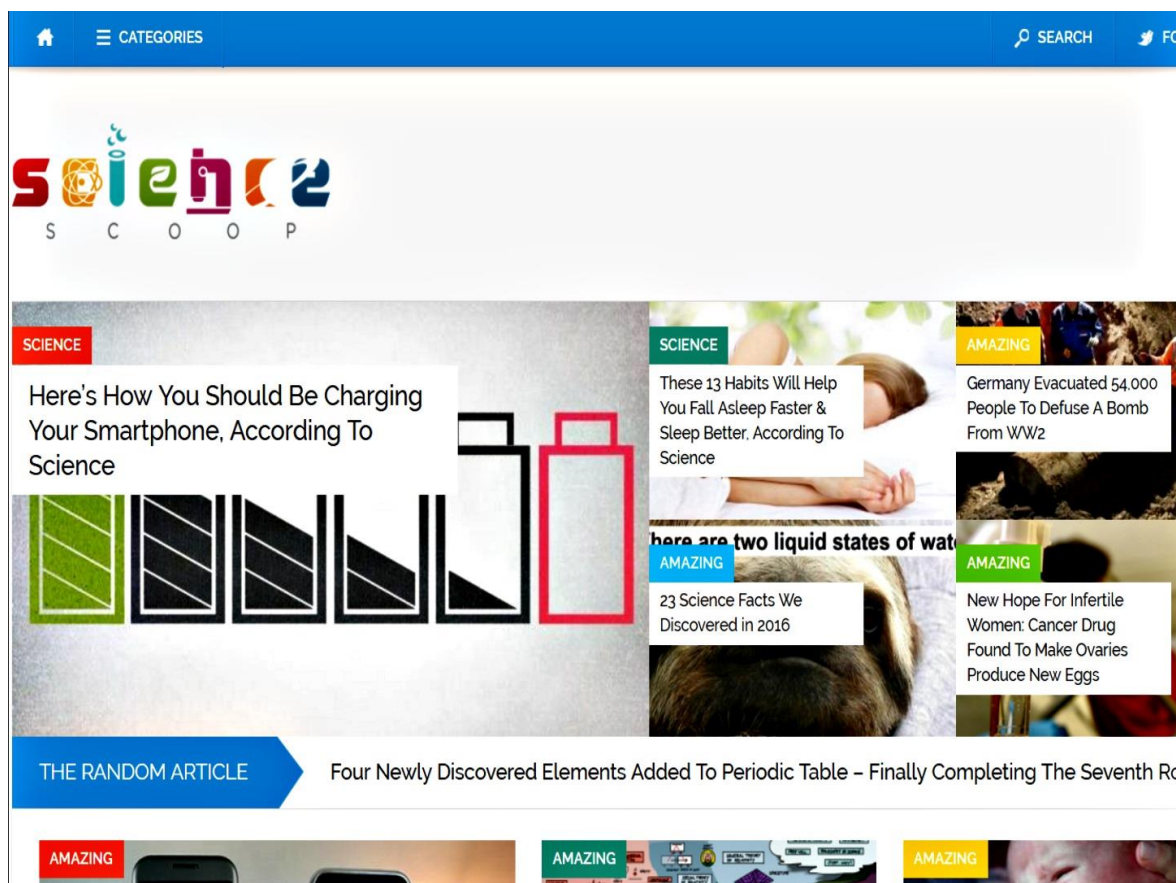 CATEGORIES
SEARCH
science
SCOOP
SCIENCE
Here's How You Should Be Charging
Your Smartphone, According To
Science
SCIENCE
These 13 Habits Will Help
You Fall Asleep Faster &
Sleep Better, According To
Science
AMAZING
Germany Evacuated 54,000
People To Defuse A Bomb
From WW2
here are two liquid states of wat
AMAZING
23 Science Facts We
Discovered in 2016
AMAZING
New Hope For Infertile
Women: Cancer Drug
Found To Make Ovaries
Produce New Eggs
THE RANDOM ARTICLE
Four Newly Discovered Elements Added To Periodic Table – Finally Completing The Seventh
AMAZING
AMAZING
AMAZING